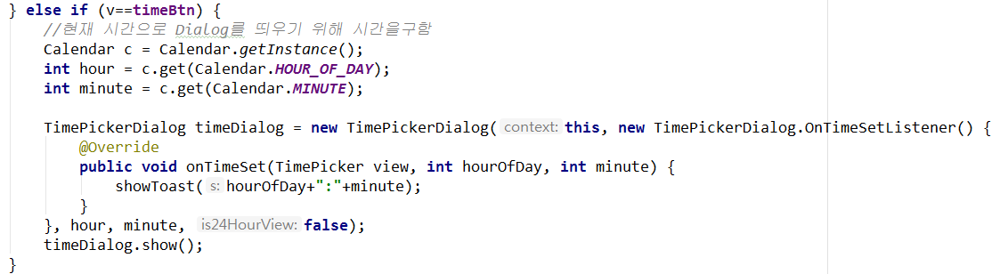 } else if (v==timeBtn) {
//현재 시간으로 Dialog를 띄우기 위해 시간을구함
Calendar c = Calendar.getInstance();
int hour = c.get(Calendar.HOUR_OF_DAY);
int minute = c.get(Calendar.MINUTE);
TimePickerDialog timeDialog = new TimePickerDialog( context: this, new TimePickerDialog.OnTimeSetListener() {
@Override
public void onTimeSet(TimePicker view, int hourOfDay, int minute) {
showToast( s: hourOfDay+":"+minute);
}
}, hour, minute, is24HourView: false);
timeDialog.show();
}